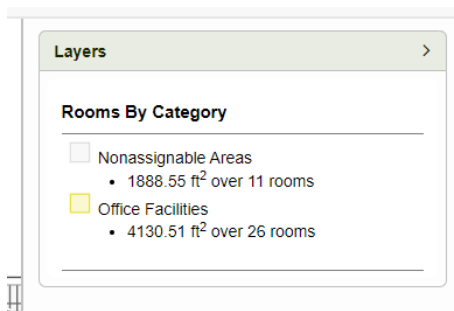 Layers
Rooms By Category
Nonassignable Areas
• 1888.55 ft² over 11 rooms
Office Facilities
• 4130.51 ft² over 26 rooms